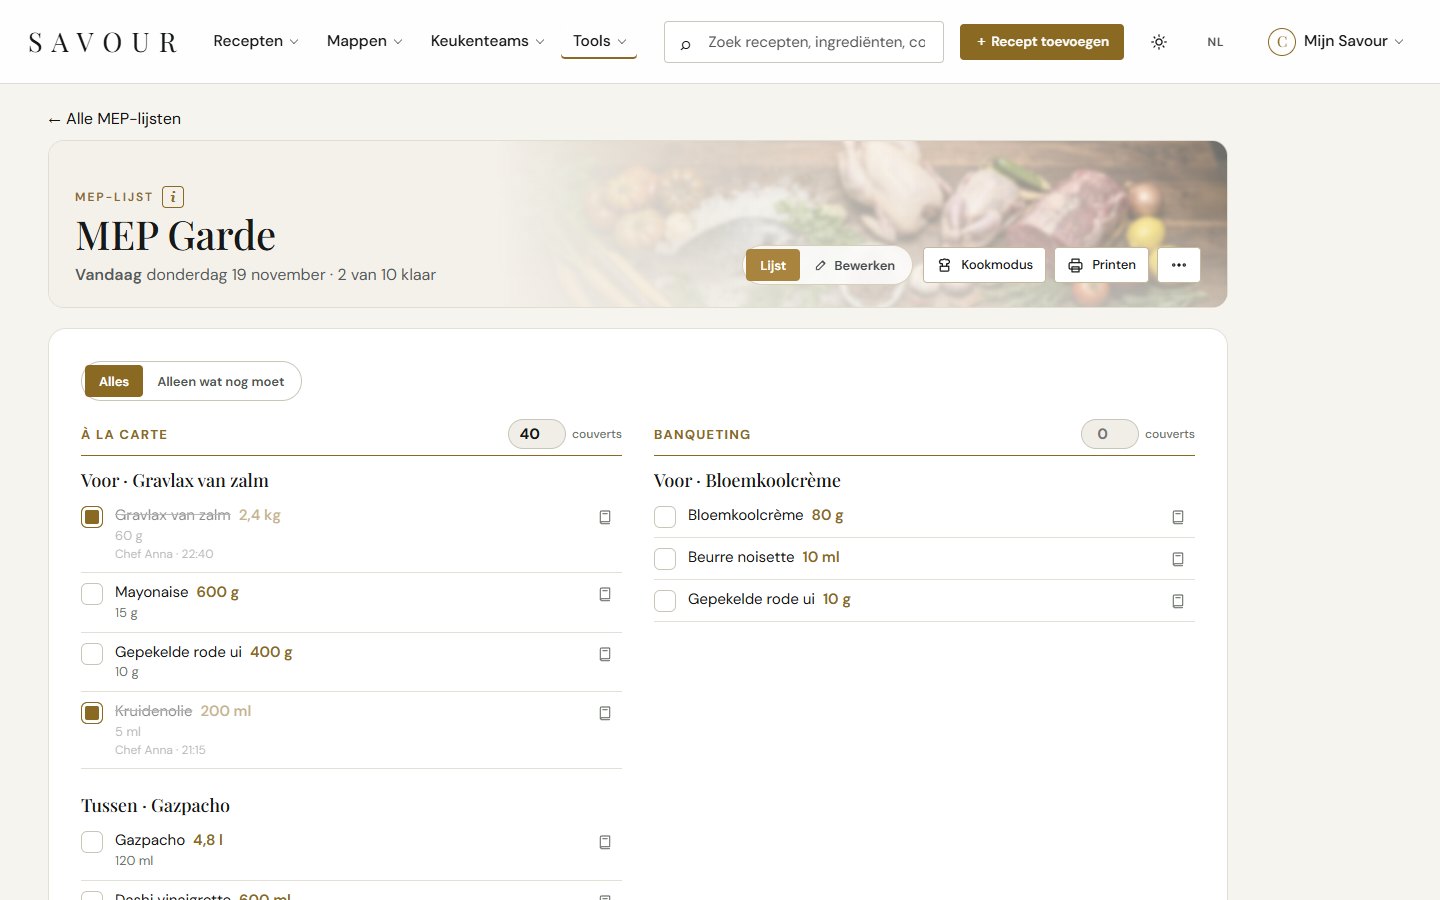 SAVOUR
Recepten
Mappen
Keukenteams
Tools
Zoek recepten, ingrediënten, co
+ Recept toevoegen
NL
C
Mijn Savour
← Alle MEP-lijsten
MEP-LIJST i
MEP Garde
Vandaag donderdag 19 november · 2 van 10 klaar
Lijst
Bewerken
Kookmodus
Printen
Alles
Alleen wat nog moet
À LA CARTE
40 couverts
Voor · Gravlax van zalm
Gravlax van zalm 2,4 kg
60 g
Chef Anna · 22:40
Mayonaise 600 g
15 g
Gepekelde rode ui 400 g
10 g
Kruidenolie 200 ml
5 ml
Chef Anna · 21:15
Tussen · Gazpacho
Gazpacho 4,8 l
120 ml
Dashi vinaigrette 600 ml
BANQUETING
0 couverts
Voor · Bloemkoolcrème
Bloemkoolcrème 80 g
Beurre noisette 10 ml
Gepekelde rode ui 10 g